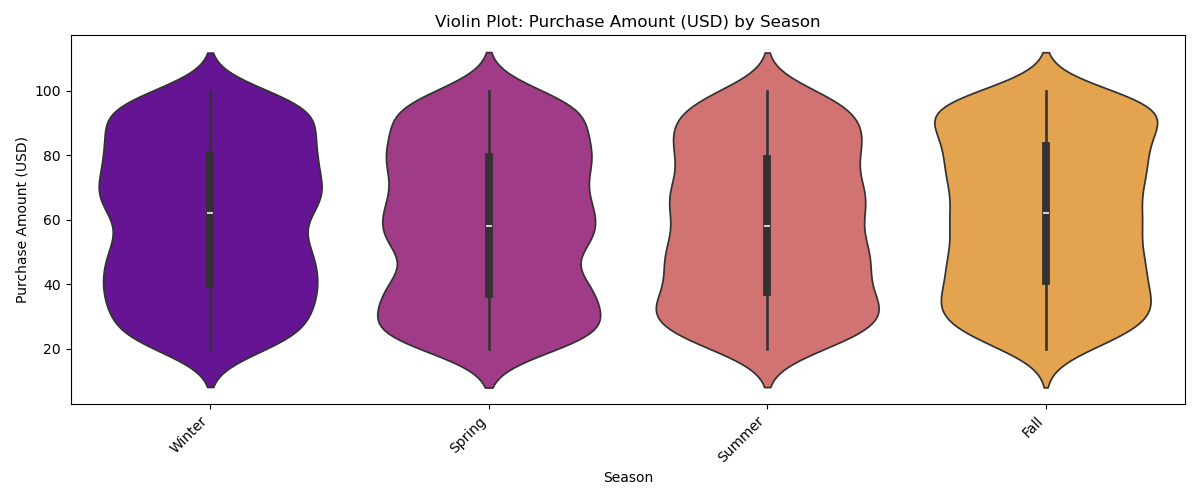 Violin Plot: Purchase Amount (USD) by Season
Purchase Amount (USD)
100
80
60
40
20
Winter
Spring
Summer
Fall
Season